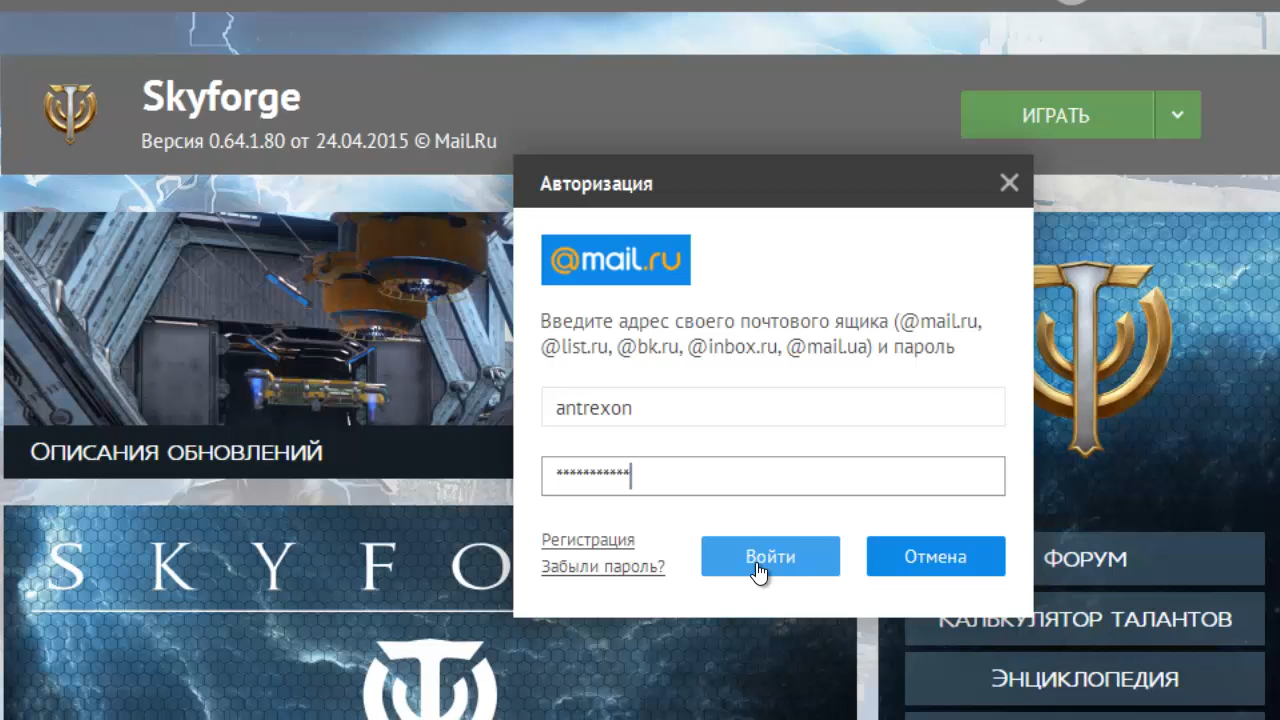 Skyforge
Версия 0.64.1.80 от 24.04.2015 © Mail.Ru
ИГРАТЬ
Авторизация
@mail.ru
Введите адрес своего почтового ящика (@mail.ru,
@list.ru, @bk.ru, @inbox.ru, @mail.ua) и пароль
antrexon
***********
Регистрация
Забыли пароль?
Войти
Отмена
ОПИСАНИЯ ОБНОВЛЕНИЙ
SKYFO
ФОРУМ
КАЛЬКУЛЯТОР ТАЛАНТОВ
ЭНЦИКЛОПЕДИЯ